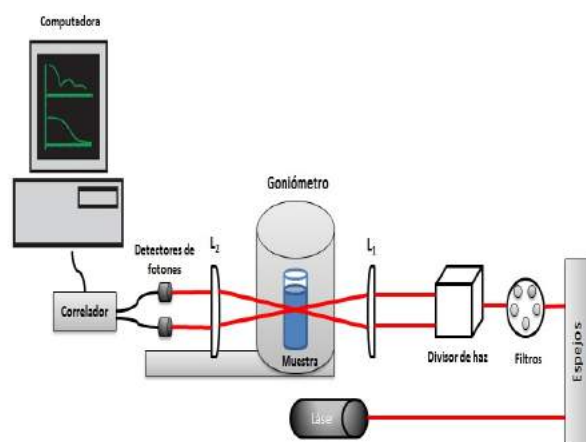 Computadora
Goniómetro
Detectores de
fotones
L2
L1
Correlador
Muestra
Divisor de haz
Filtros
Espejos
Láser